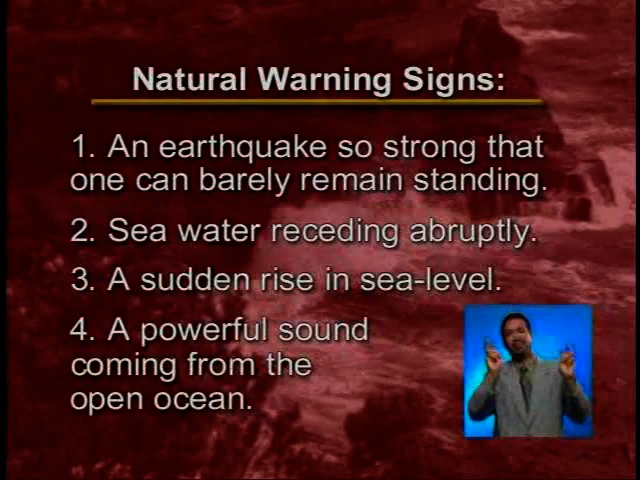 Natural Warning Signs:
1. An earthquake so strong that
one can barely remain standing.
2. Sea water receding abruptly.
3. A sudden rise in sea-level.
4. A powerful sound
coming from the
open ocean.